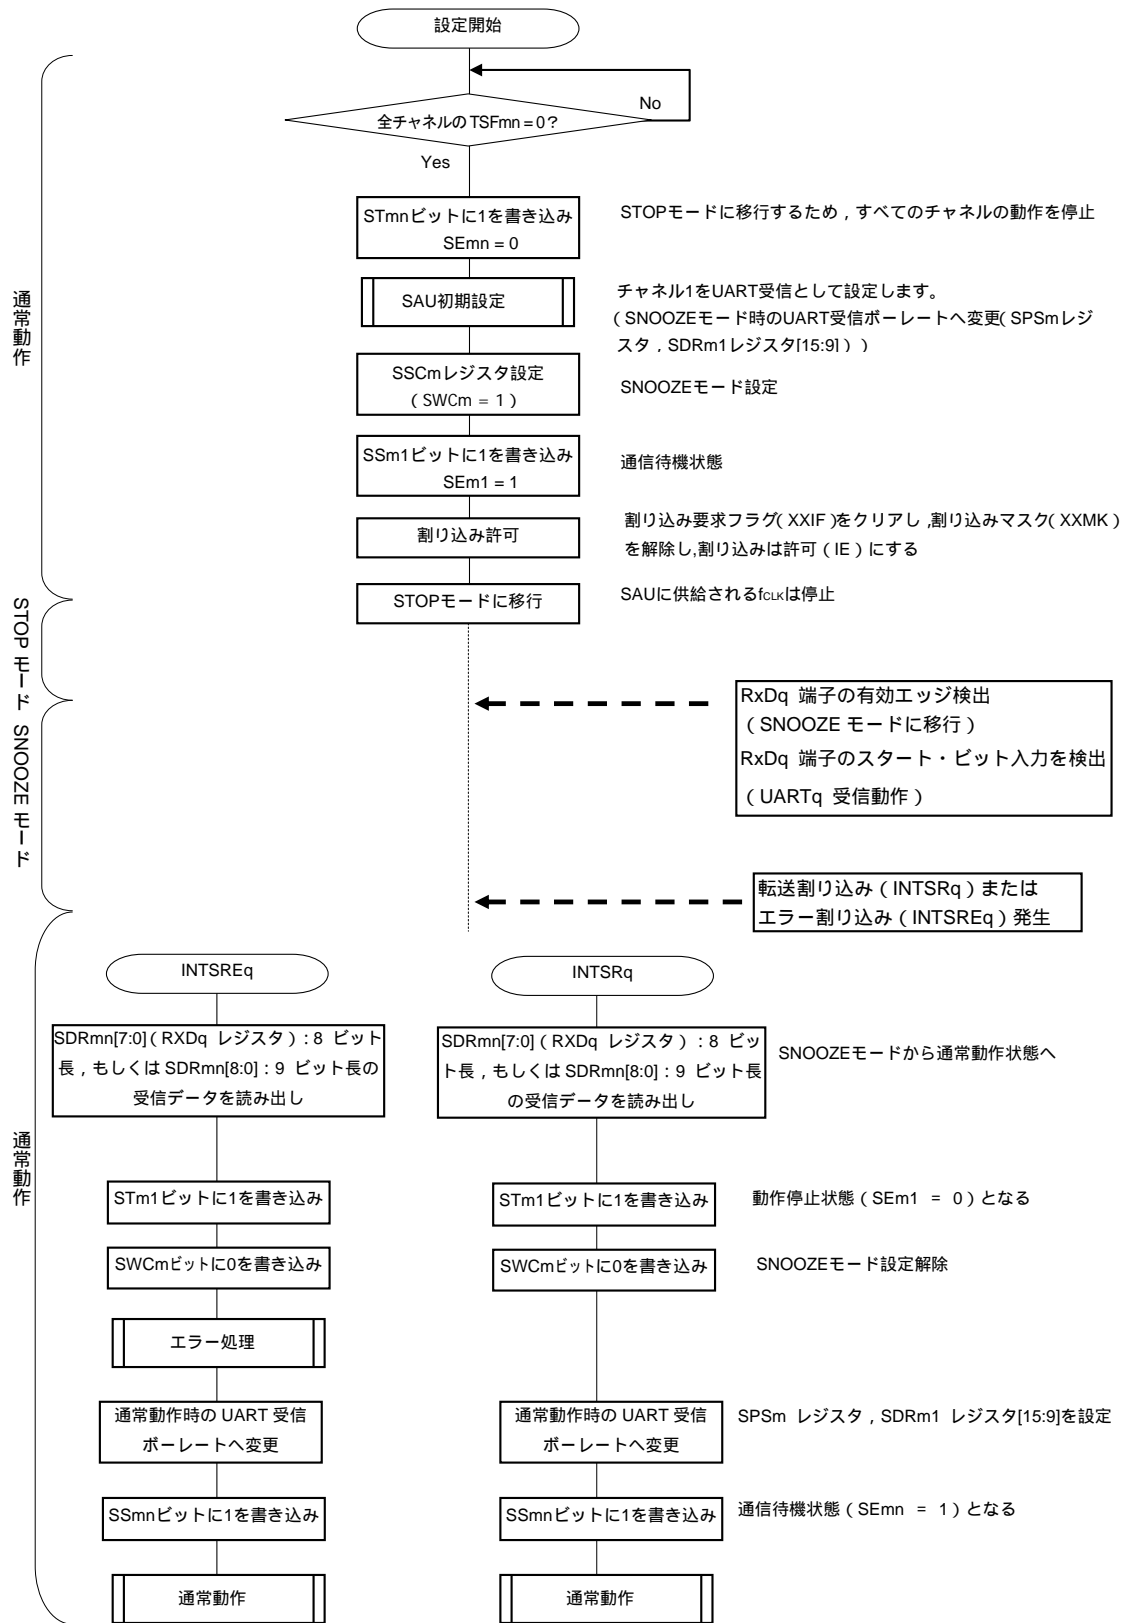 設定開始
No
全チャネルのTSFmn = 0？
Yes
STmnビットに1を書き込み
SEmn = 0
STOPモードに移行するため，すべてのチャネルの動作を停止
SAU初期設定
チャネル1をUART受信として設定します。
（SNOOZEモード時のUART受信ボーレートへ変更（SPSmレジ
スタ，SDRm1レジスタ[15:9]））
SSCmレジスタ設定
（SWCm = 1）
SNOOZEモード設定
SSm1ビットに1を書き込み
SEm1 = 1
通信待機状態
割り込み許可
割り込み要求フラグ（XXIF）をクリアし，割り込みマスク（XXMK）
を解除し,割り込みは許可（IE）にする
STOPモードに移行
SAUに供給されるfCLKは停止
通常動作
STOP モード
SNOOZE モード
RxDq 端子の有効エッジ検出
（SNOOZE モードに移行）
RxDq 端子のスタート・ビット入力を検出
（UARTq 受信動作）
転送割り込み（INTSRq）または
エラー割り込み（INTSREq）発生
通常動作
INTSREq
INTSRq
SDRmn[7:0]（RXDq レジスタ）：8 ビット
長，もしくは SDRmn[8:0]：9 ビット長の
受信データを読み出し
SDRmn[7:0]（RXDq レジスタ）：8 ビッ
ト長，もしくは SDRmn[8:0]：9 ビット長
の受信データを読み出し
SNOOZEモードから通常動作状態へ
STm1ビットに1を書き込み
STm1ビットに1を書き込み
動作停止状態（SEm1 = 0）となる
SWCmビットに0を書き込み
SWCmビットに0を書き込み
SNOOZEモード設定解除
エラー処理
通常動作時の UART 受信
ボーレートへ変更
通常動作時の UART 受信
ボーレートへ変更
SPSm レジスタ，SDRm1 レジスタ[15:9]を設定
SSmnビットに1を書き込み
SSmnビットに1を書き込み
通信待機状態（SEmn = 1）となる
通常動作
通常動作